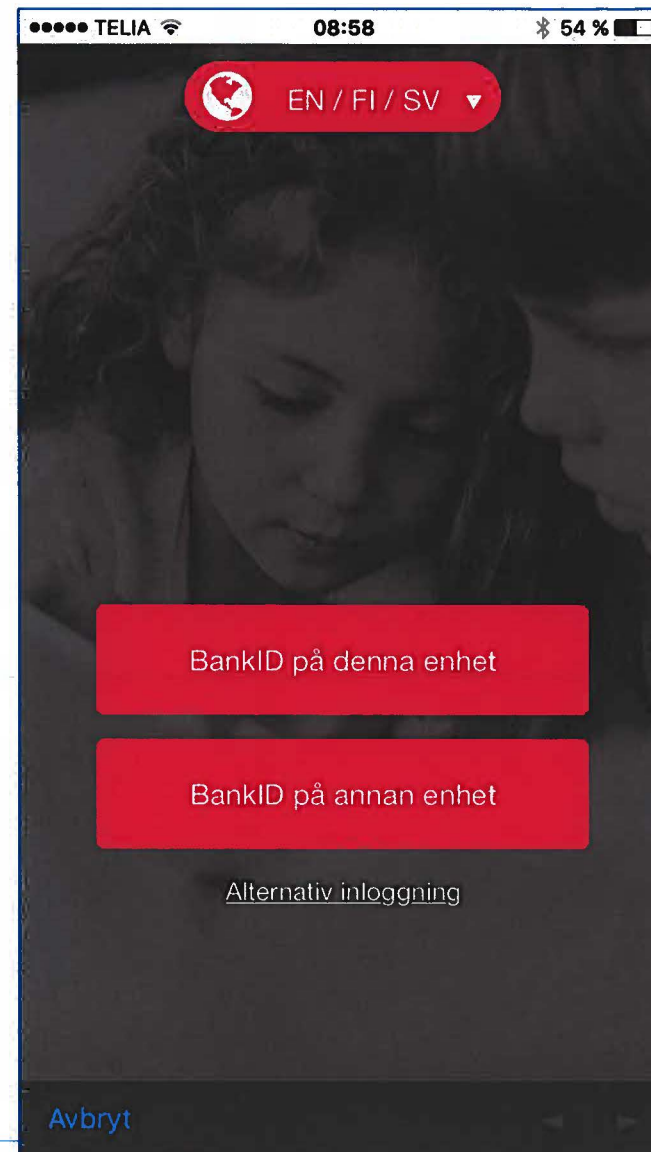 TELIA 08:58 54 %
EN / FI / SV
BankID på denna enhet
BankID på annan enhet
Alternativ inloggning
Avbryt